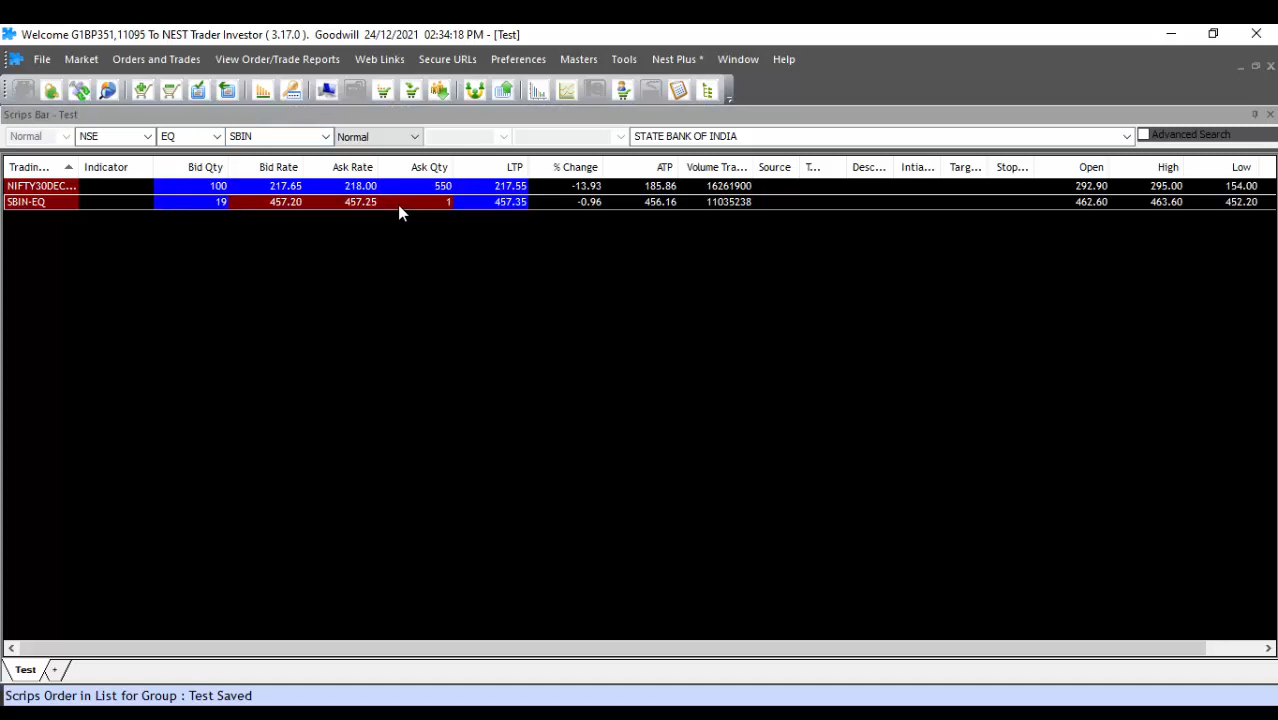 Welcome G1BP351,11095 To NEST Trader Investor ( 3.17.0 ). Goodwill 24/12/2021 02:34:18 PM - [Test]
File Market Orders and Trades View Order/Trade Reports Web Links Secure URLs Preferences Masters Tools Nest Plus * Window Help
Scrips Bar - Test
Normal NSE EQ SBIN Normal STATE BANK OF INDIA Advanced Search
Tradin... Indicator Bid Qty Bid Rate Ask Rate Ask Qty LTP % Change ATP Volume Tra... Source T... Desc... Intia... Targ... Stop... Open High Low
NIFTY30DEC... 100 217.65 218.00 550 217.55 -13.93 185.86 16261900 292.90 295.00 154.00
SBIN-EQ 19 457.20 457.25 1 457.35 -0.96 456.16 11035238 462.60 463.60 452.20
Test +
Scrips Order in List for Group : Test Saved